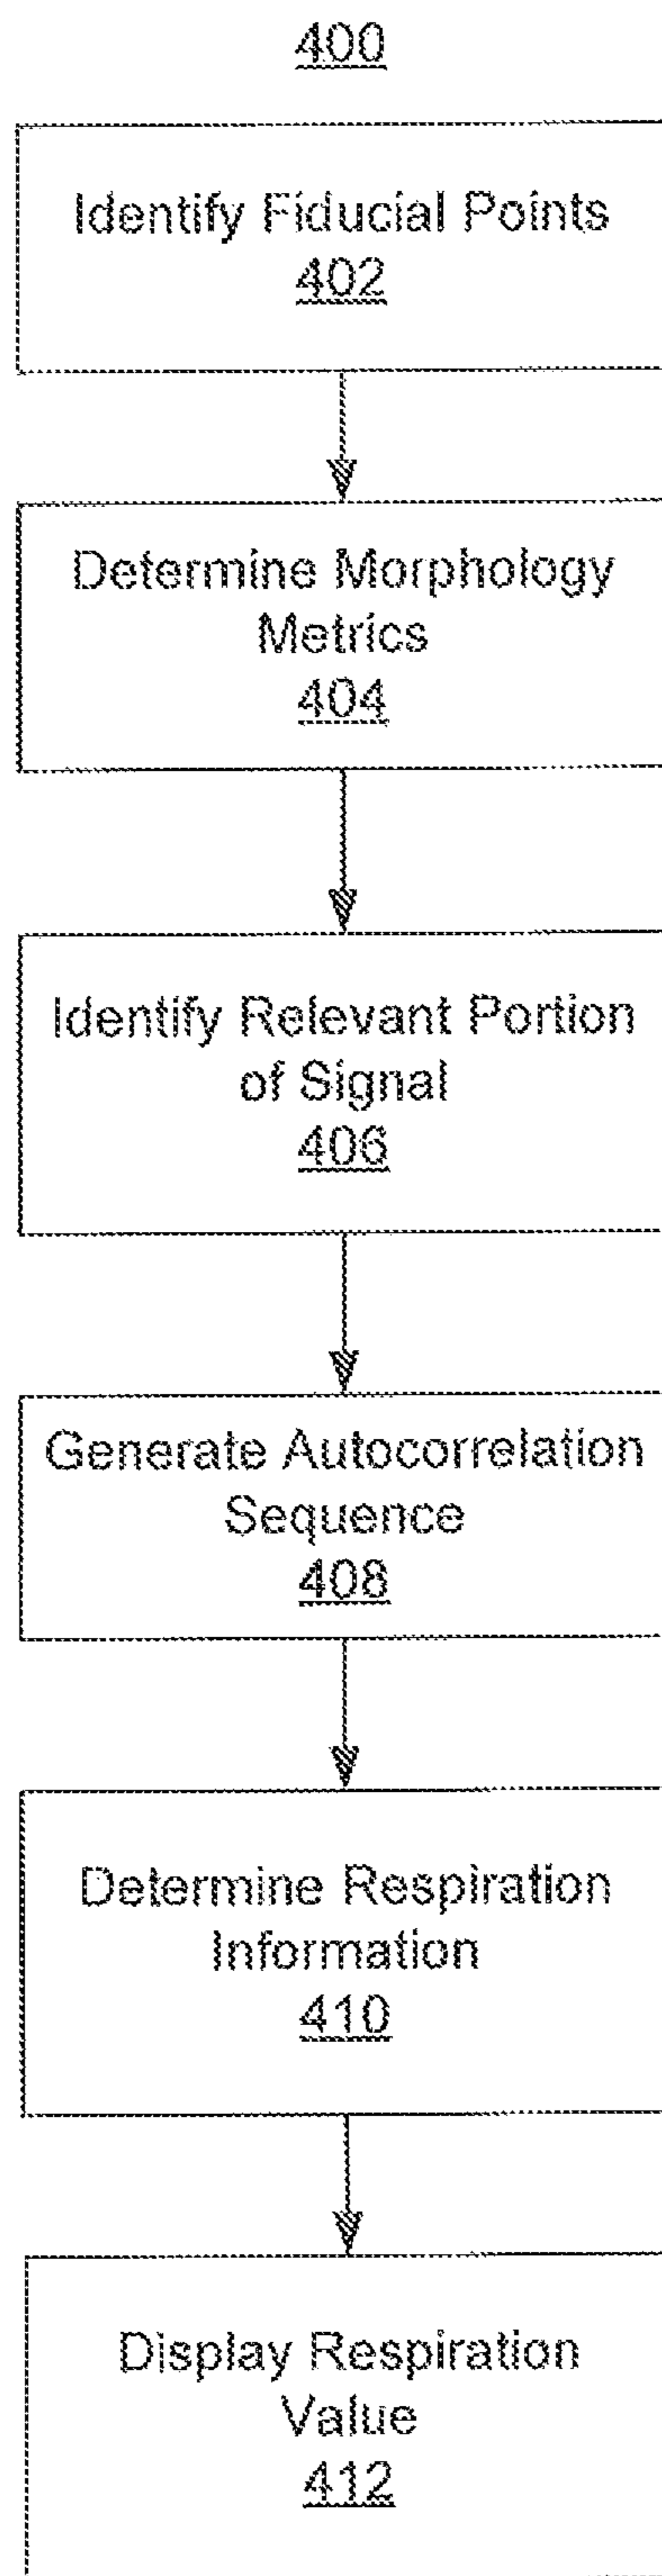 400
Identify Fiducial Points
402
Determine Morphology
Metrics
404
Identify Relevant Portion
of Signal
406
Generate Autocorrelation
Sequence
408
Determine Respiration
Information
410
Display Respiration
Value
412